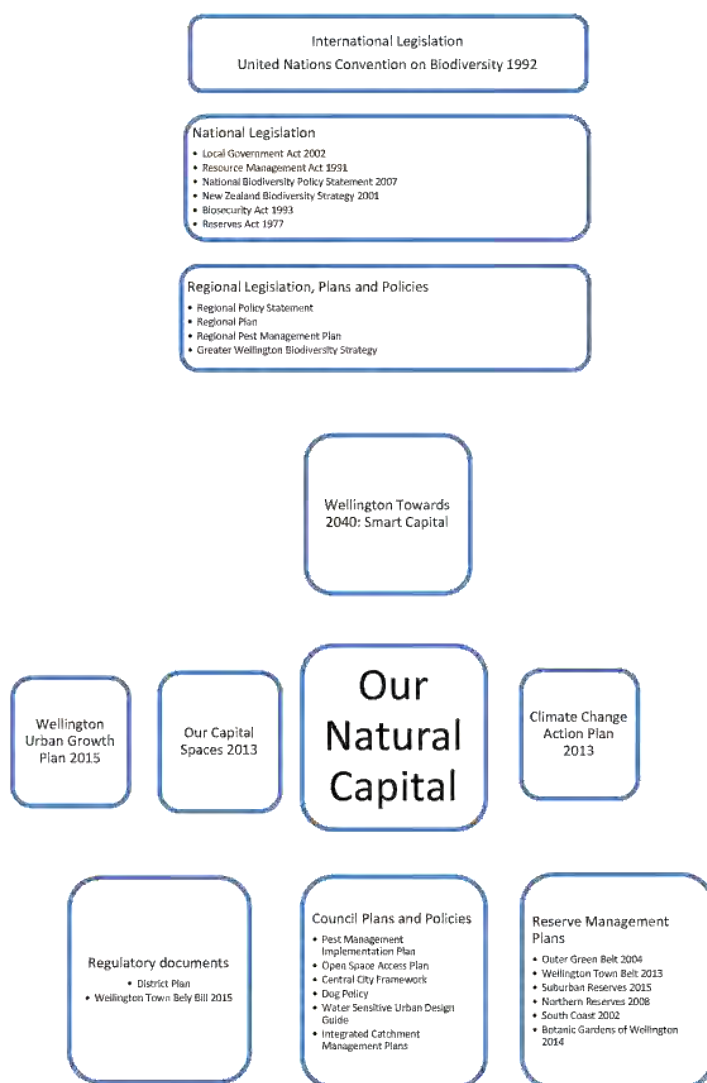 International Legislation
United Nations Convention on Biodiversity 1992
National Legislation
• Local Government Act 2002
• Resource Management Act 1991
• National Biodiversity Policy Statement 2007
• New Zealand Biodiversity Strategy 2001
• Biosecurity Act 1993
• Reserves Act 1977
Regional Legislation, Plans and Policies
• Regional Policy Statement
• Regional Plan
• Regional Pest Management Plan
• Greater Wellington Biodiversity Strategy
Wellington Towards
2040: Smart Capital
Wellington
Urban Growth
Plan 2015
Our Capital
Spaces 2013
Our
Natural
Capital
Climate Change
Action Plan
2013
Regulatory documents
• District Plan
• Wellington Town Bely Bill 2015
Council Plans and Policies
• Pest Management
Implementation Plan
• Open Space Access Plan
• Central City Framework
• Dog Policy
• Water Sensitive Urban Design
Guide
• Integrated Catchment
Management Plans
Reserve Management
Plans
• Outer Green Belt 2004
• Wellington Town Belt 2013
• Suburban Reserves 2015
• Northern Reserves 2008
• South Coast 2002
• Botanic Gardens of Wellington
2014